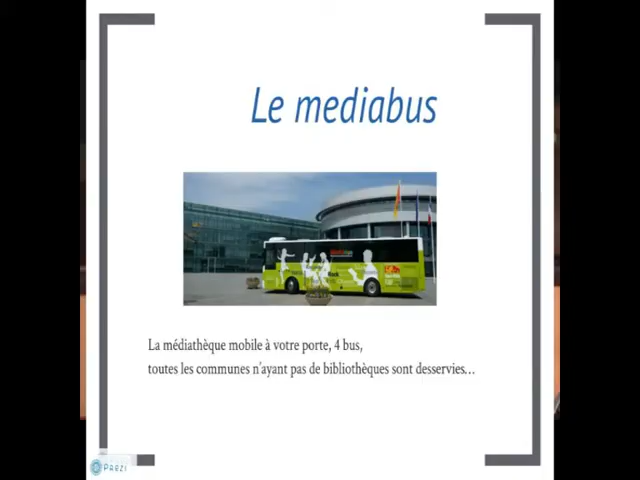 Le mediabus
La médiathèque mobile à votre porte, 4 bus,
toutes les communes n'ayant pas de bibliothèques sont desservies...
Prezi